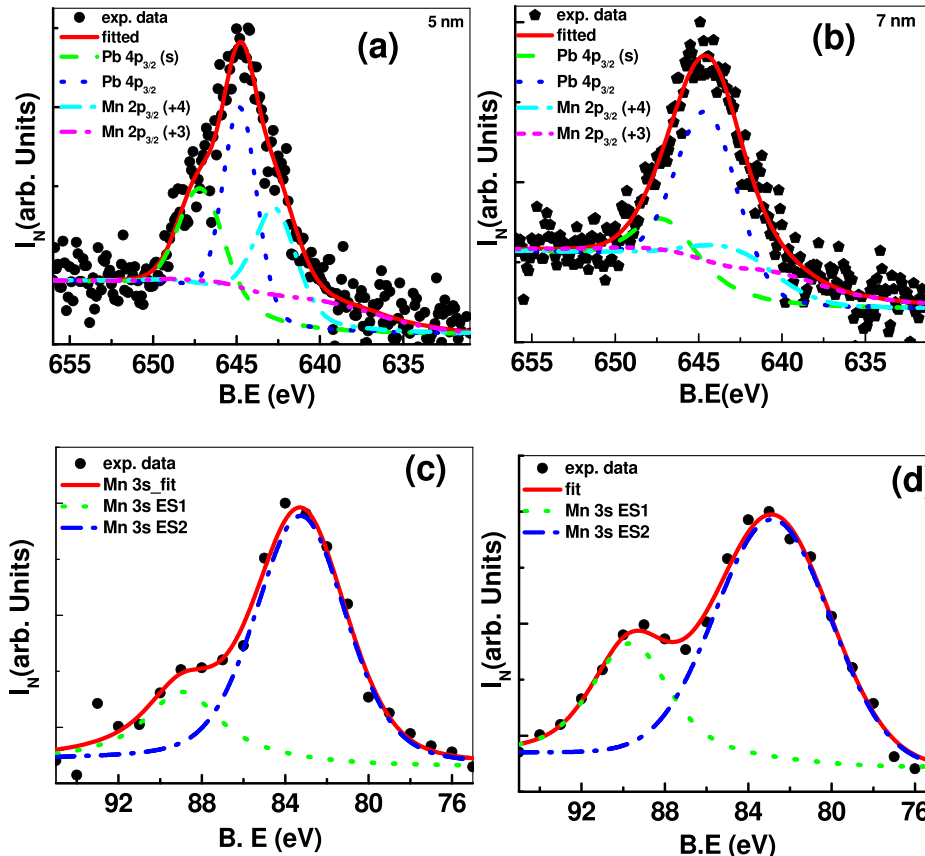 exp. data
fitted
Pb 4p3/2 (s)
Pb 4p3/2
Mn 2p3/2 (+4)
Mn 2p3/2 (+3)
(a)
5 nm
IN(arb. Units)
655 650 645 640 635
B.E (eV)
exp. data
fitted
Pb 4p3/2 (s)
Pb 4p3/2
Mn 2p3/2 (+4)
Mn 2p3/2 (+3)
(b)
7 nm
IN(arb. Units)
655 650 645 640 635
B.E(eV)
exp. data
Mn 3s_fit
Mn 3s ES1
Mn 3s ES2
(c)
IN(arb. Units)
92 88 84 80 76
B. E (eV)
exp. data
fit
Mn 3s ES1
Mn 3s ES2
(d)
IN(arb. Units)
92 88 84 80 76
B.E (eV)